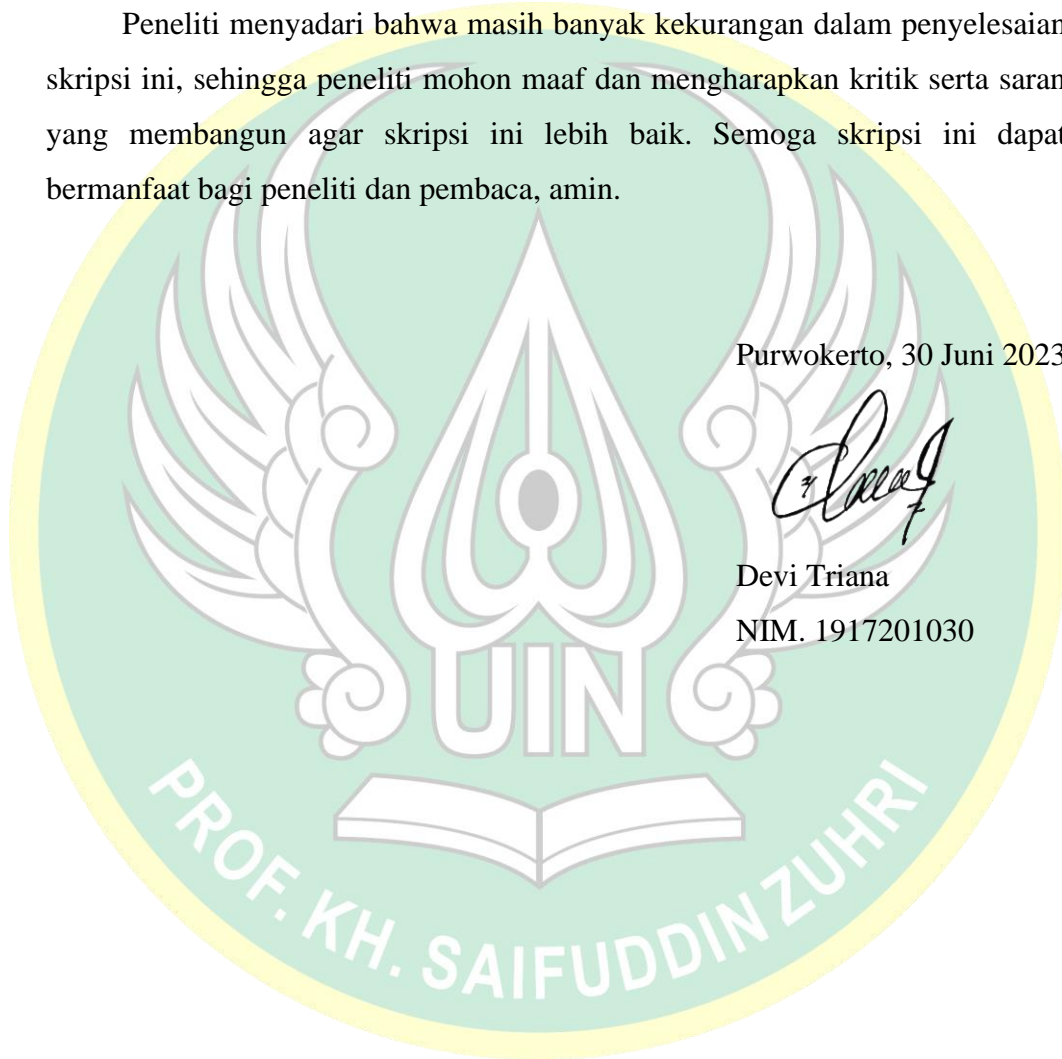 Peneliti menyadari bahwa masih banyak kekurangan dalam penyelesaian
skripsi ini, sehingga peneliti mohon maaf dan mengharapkan kritik serta saran
yang membangun agar skripsi ini lebih baik. Semoga skripsi ini dapat
bermanfaat bagi peneliti dan pembaca, amin.
Purwokerto, 30 Juni 2023
Devi Triana
NIM. 1917201030
UIN
PROF. KH. SAIFUDDIN ZUHRI